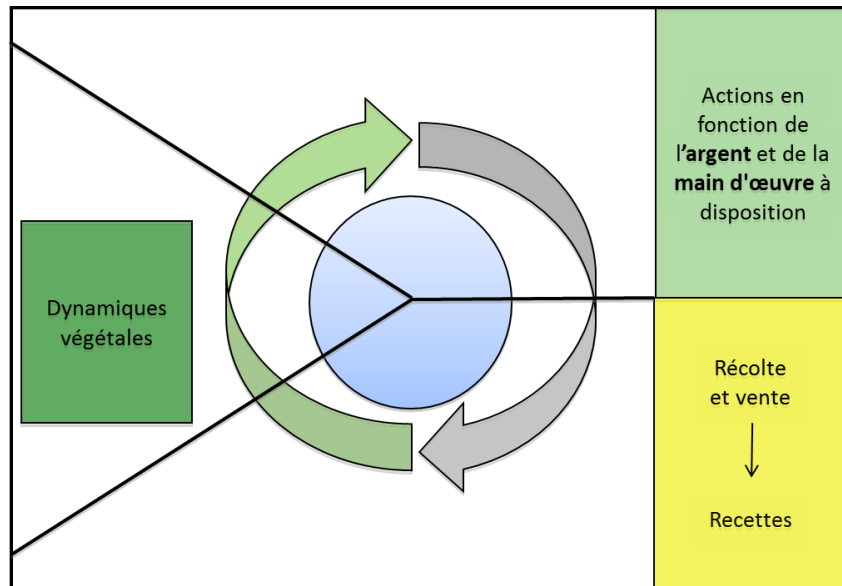 Actions en
fonction de
l'argent et de la
main d'œuvre à
disposition
Dynamiques
végétales
Récolte
et vente
Recettes